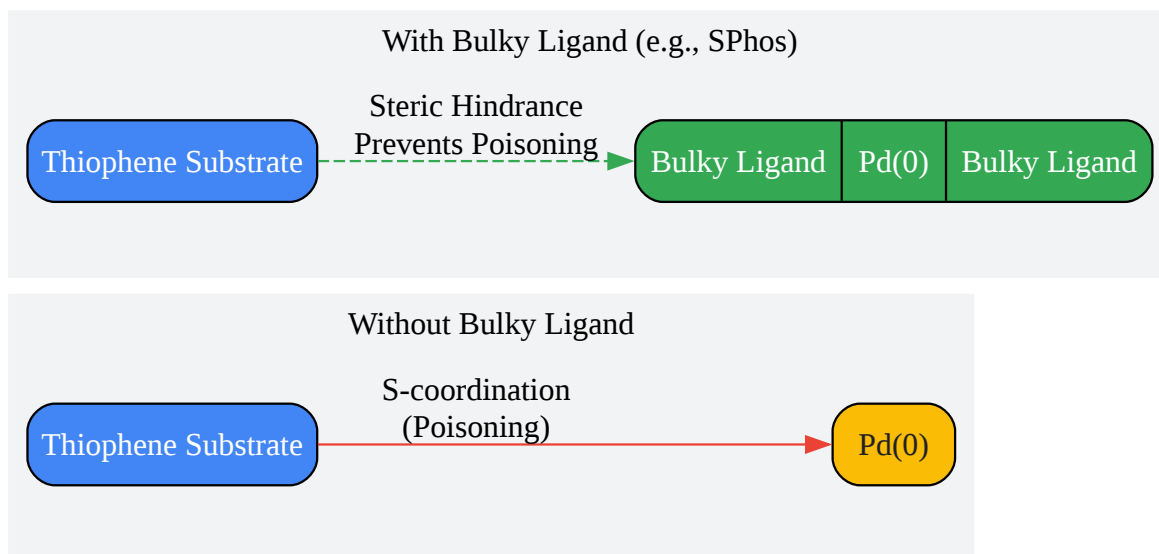 With Bulky Ligand (e.g., SPhos)
Steric Hindrance
Prevents Poisoning
Thiophene Substrate
Bulky Ligand
Pd(0)
Bulky Ligand
Without Bulky Ligand
S-coordination
(Poisoning)
Thiophene Substrate
Pd(0)